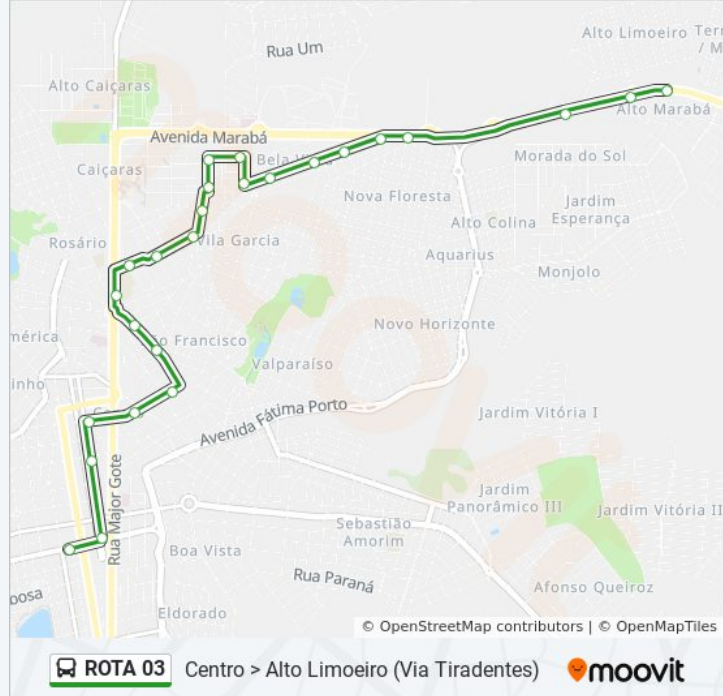 Rua Um
Alto Limoeiro
Alto Caiçaras
Alto Marabá
Avenida Marabá
Caiçaras
Morada do Sol
Nova Floresta
Jardim
Esperança
Rosário
Vila Garcia
Alto Colina
Aquarius
Monjolo
Novo Horizonte
Valparaíso
Avenida Fátima Porto
Jardim Vitória I
Rua Major Gote
Jardim
Panorâmico III
Jardim Vitória II
Sebastião
Amorim
Boa Vista
Rua Paraná
Afonso Queiroz
Eldorado
© OpenStreetMap contributors | © OpenMapTiles
ROTA 03
Centro > Alto Limoeiro (Via Tiradentes)
moovit